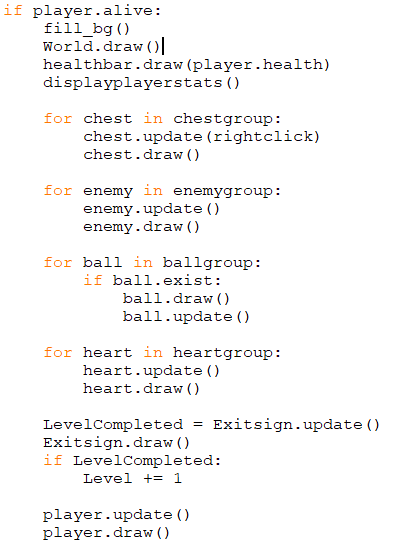 if player.alive:
    fill_bg()
    World.draw()
    healthbar.draw(player.health)
    displayplayerstats()

    for chest in chestgroup:
        chest.update(rightclick)
        chest.draw()

    for enemy in enemygroup:
        enemy.update()
        enemy.draw()

    for ball in ballgroup:
        if ball.exist:
            ball.draw()
            ball.update()

    for heart in heartgroup:
        heart.update()
        heart.draw()

    LevelCompleted = Exitsign.update()
    Exitsign.draw()
    if LevelCompleted:
        Level += 1

    player.update()
    player.draw()